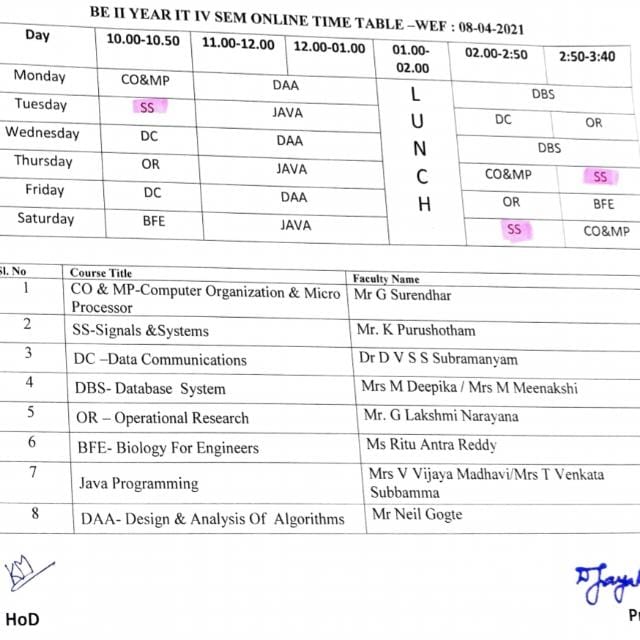 BE II YEAR IT IV SEM ONLINE TIME TABLE –WEF : 08-04-2021
Day 10.00-10.50 11.00-12.00 12.00-01.00 01.00-02.00 02.00-2:50 2:50-3:40
Monday CO&MP DAA L DBS
Tuesday SS JAVA U DC OR
Wednesday DC DAA N DBS
Thursday OR JAVA C CO&MP SS
Friday DC DAA H OR BFE
Saturday BFE JAVA SS CO&MP
Sl. No Course Title Faculty Name
1 CO & MP-Computer Organization & Micro Processor Mr G Surendhar
2 SS-Signals &Systems Mr. K Purushotham
3 DC –Data Communications Dr D V S S Subramanyam
4 DBS- Database System Mrs M Deepika / Mrs M Meenakshi
5 OR – Operational Research Mr. G Lakshmi Narayana
6 BFE- Biology For Engineers Ms Ritu Antra Reddy
7 Java Programming Mrs V Vijaya Madhavi/Mrs T Venkata Subbamma
8 DAA- Design & Analysis Of Algorithms Mr Neil Gogte
HoD